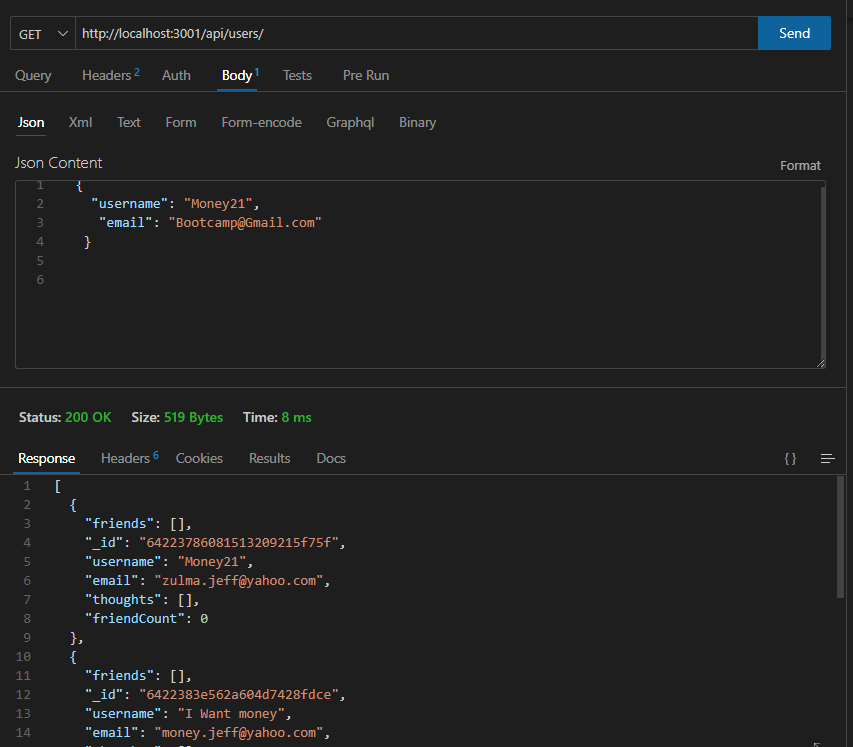 GET http://localhost:3001/api/users/ Send
Query Headers 2 Auth Body 1 Tests Pre Run
Json Xml Text Form Form-encode Graphql Binary
Json Content Format
1 {
2 "username": "Money21",
3 "email": "Bootcamp@Gmail.com"
4 }
5
6
Status: 200 OK Size: 519 Bytes Time: 8 ms
Response Headers 6 Cookies Results Docs {}
1 [
2 {
3 "friends": [],
4 "_id": "64223786081513209215f75f",
5 "username": "Money21",
6 "email": "zulma.jeff@yahoo.com",
7 "thoughts": [],
8 "friendCount": 0
9 },
10 {
11 "friends": [],
12 "_id": "6422383e562a604d7428fdce",
13 "username": "I Want money",
14 "email": "money.jeff@yahoo.com",